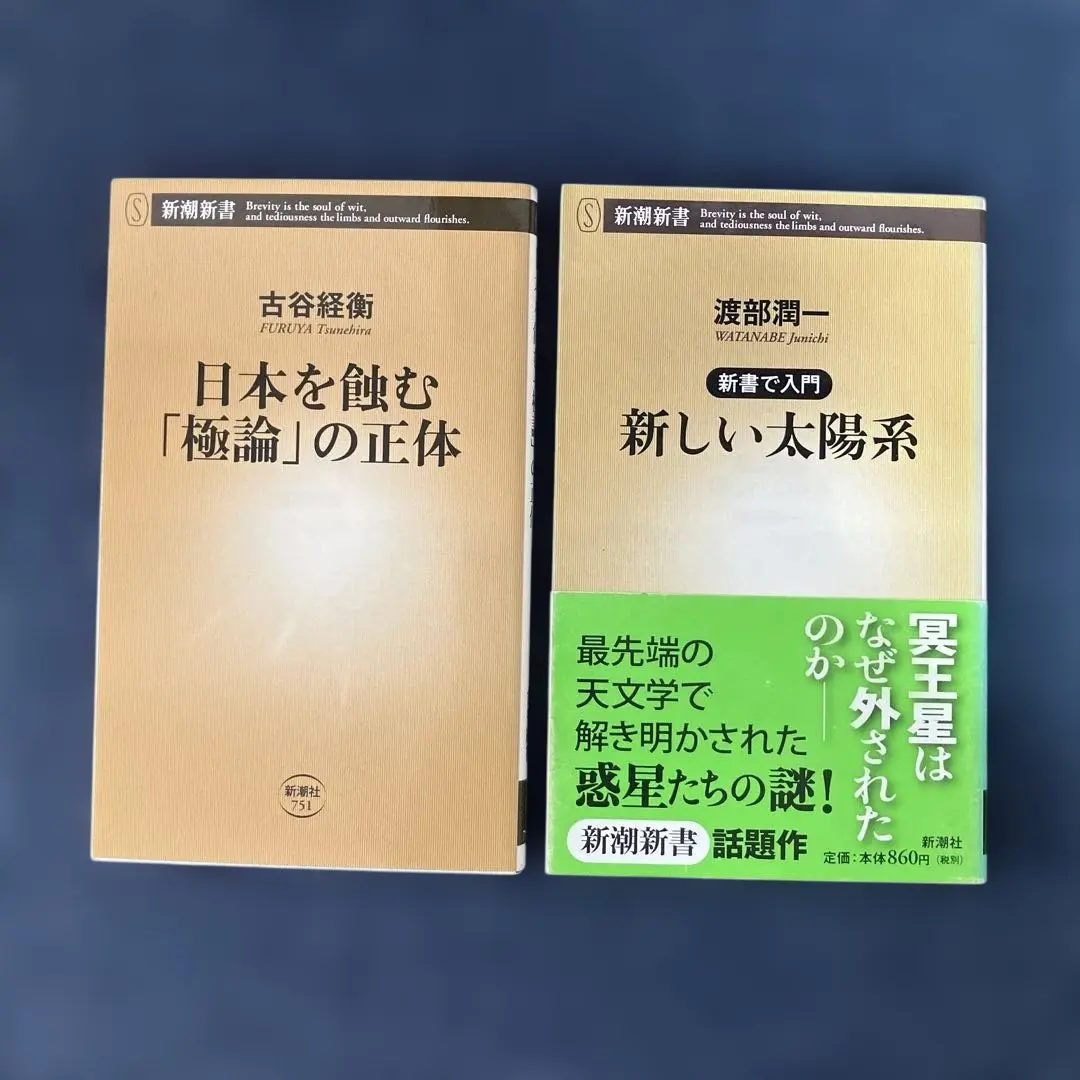 新潮新書
Brevity is the soul of wit,
and tediousness the limbs and outward flourishes.
古谷経衡
FURUYA Tsunehira
日本を蝕む
「極論」の正体
新潮社
751
新潮新書
Brevity is the soul of wit,
and tediousness the limbs and outward flourishes.
渡部潤一
WATANABE Junichi
新書で入門
新しい太陽系
冥王星は
なぜ外された
のか――
最先端の
天文学で
解き明かされた
惑星たちの謎!
新潮新書 話題作
新潮社
定価:本体860円(税別)